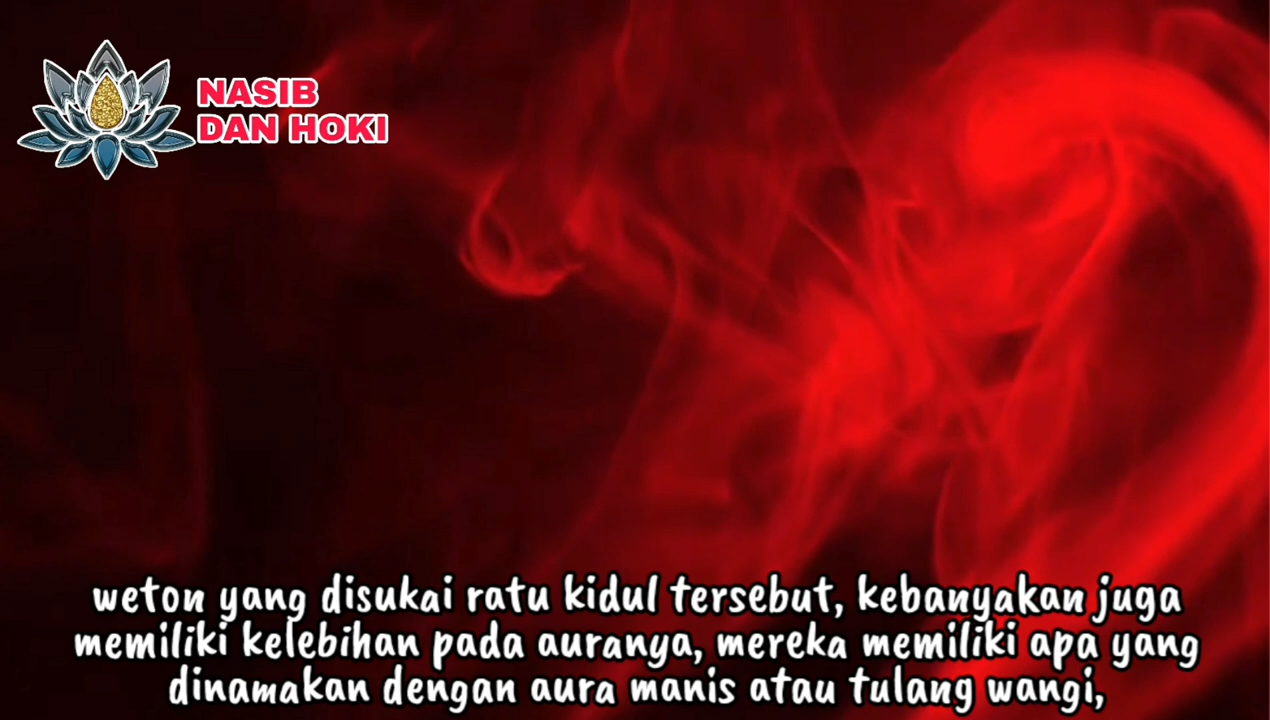 NASIB
DAN HOKI
weton yang disukai ratu kidul tersebut, kebanyakan juga
memiliki kelebihan pada auranya, mereka memiliki apa yang
dinamakan dengan aura manis atau tulang wangi,